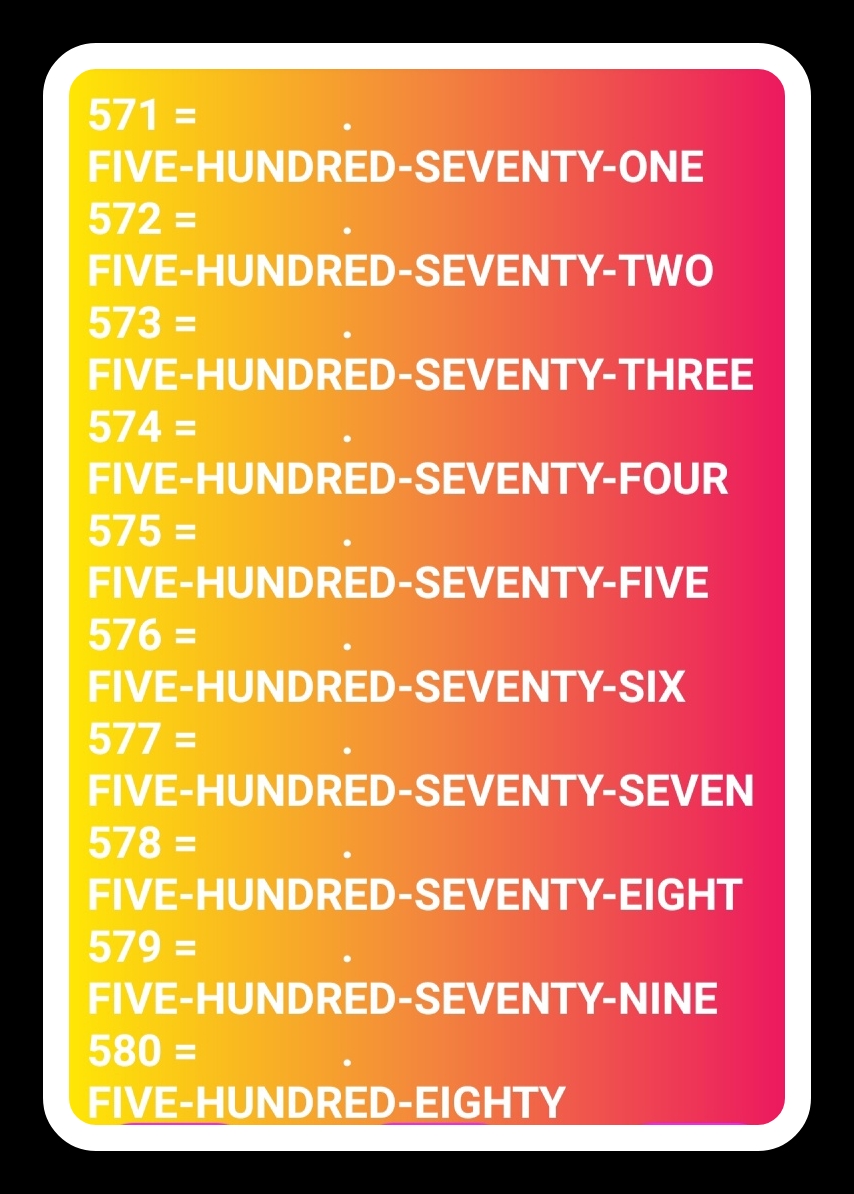 571 = .
FIVE-HUNDRED-SEVENTY-ONE
572 = .
FIVE-HUNDRED-SEVENTY-TWO
573 = .
FIVE-HUNDRED-SEVENTY-THREE
574 = .
FIVE-HUNDRED-SEVENTY-FOUR
575 = .
FIVE-HUNDRED-SEVENTY-FIVE
576 = .
FIVE-HUNDRED-SEVENTY-SIX
577 = .
FIVE-HUNDRED-SEVENTY-SEVEN
578 = .
FIVE-HUNDRED-SEVENTY-EIGHT
579 = .
FIVE-HUNDRED-SEVENTY-NINE
580 = .
FIVE-HUNDRED-EIGHTY